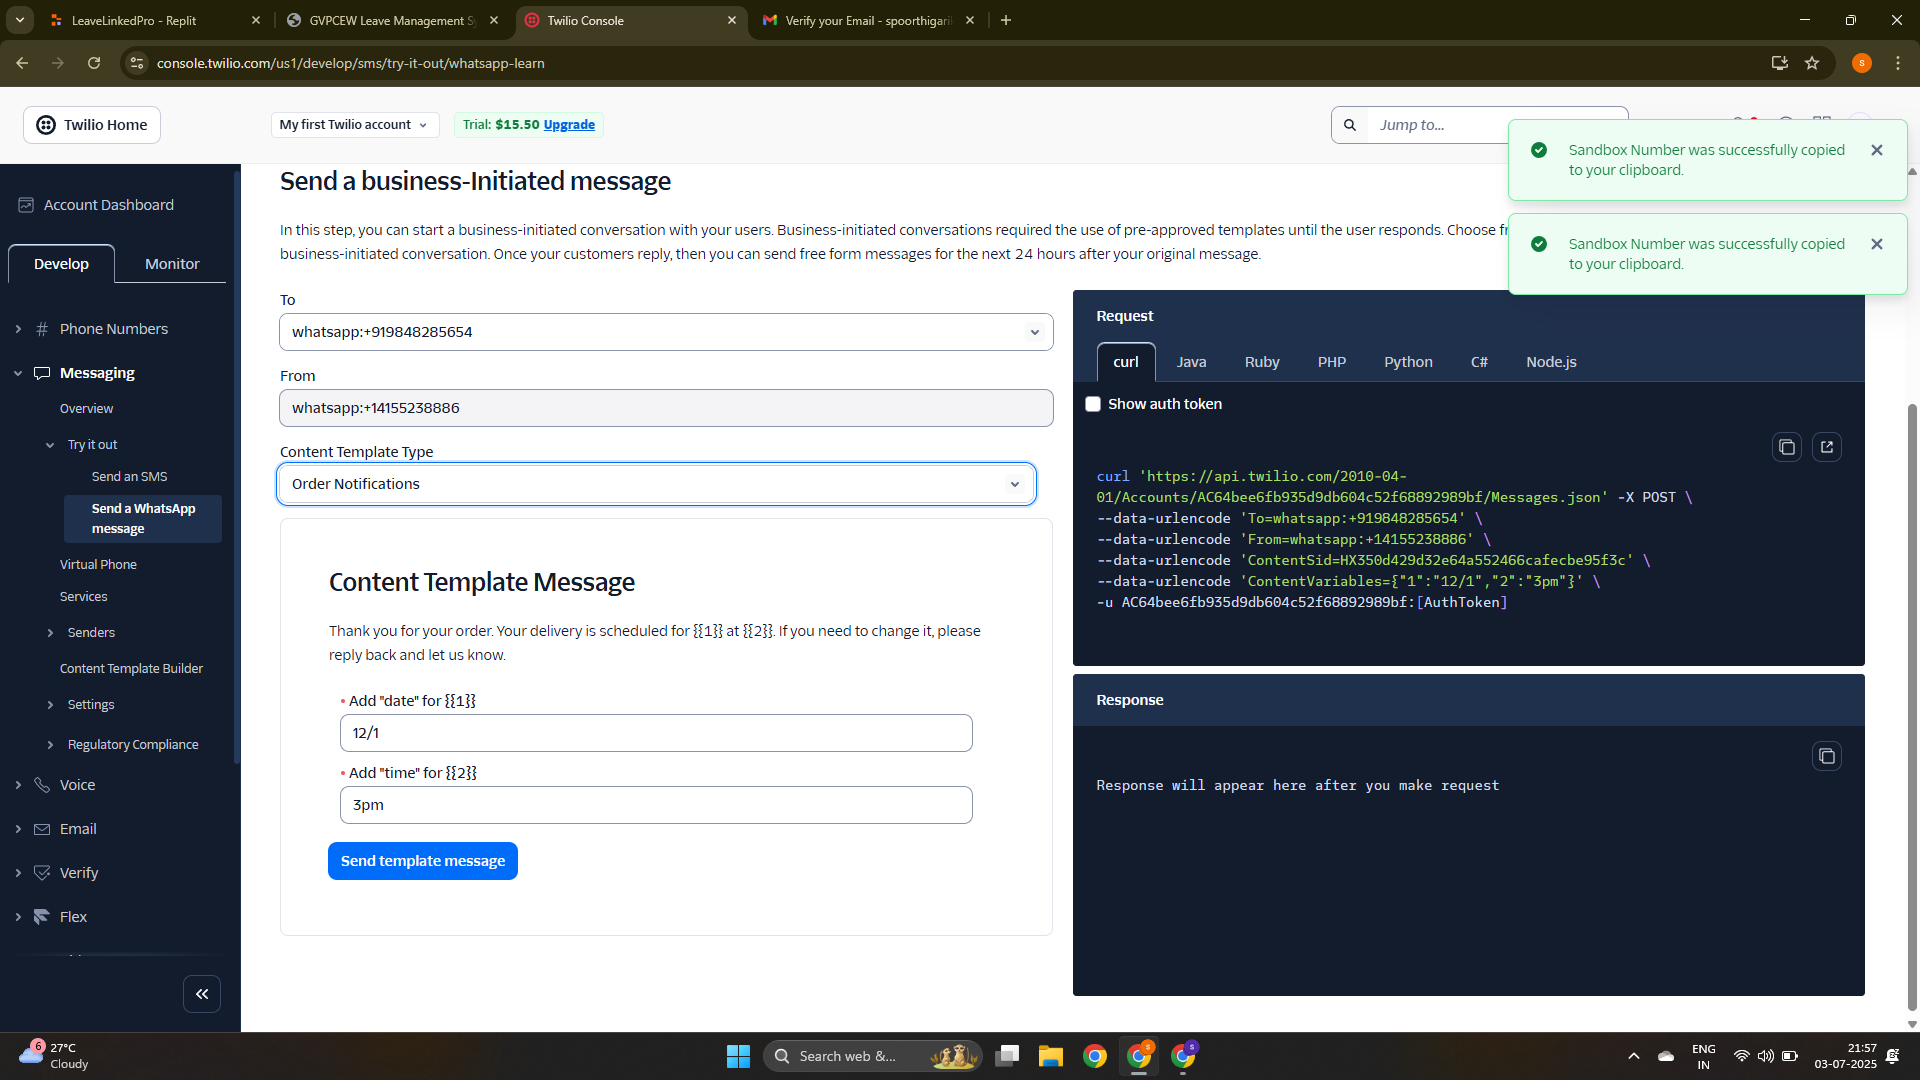 LeaveLinkedPro - Replit
GVPCEW Leave Management Sy
Twilio Console
Verify your Email - spoorthigari
console.twilio.com/us1/develop/sms/try-it-out/whatsapp-learn
S
Twilio Home
My first Twilio account
Trial: $15.50 Upgrade
Jump to...
Sandbox Number was successfully copied
to your clipboard.
Sandbox Number was successfully copied
to your clipboard.
Account Dashboard
Develop
Monitor
Phone Numbers
Messaging
Overview
Try it out
Send an SMS
Send a WhatsApp
message
Virtual Phone
Services
Senders
Content Template Builder
Settings
Regulatory Compliance
Voice
Email
Verify
Flex
Send a business-Initiated message
In this step, you can start a business-initiated conversation with your users. Business-initiated conversations required the use of pre-approved templates until the user responds. Choose fr
business-initiated conversation. Once your customers reply, then you can send free form messages for the next 24 hours after your original message.
To
whatsapp:+919848285654
From
whatsapp:+14155238886
Content Template Type
Order Notifications
Content Template Message
Thank you for your order. Your delivery is scheduled for {{1}} at {{2}}. If you need to change it, please
reply back and let us know.
• Add "date" for {{1}}
12/1
• Add "time" for {{2}}
3pm
Send template message
Request
curl
Java
Ruby
PHP
Python
C#
Node.js
Show auth token
curl 'https://api.twilio.com/2010-04-
01/Accounts/AC64bee6fb935d9db604c52f68892989bf/Messages.json' -X POST \
--data-urlencode 'To=whatsapp:+919848285654' \
--data-urlencode 'From=whatsapp:+14155238886' \
--data-urlencode 'ContentSid=HX350d429d32e64a552466cafecbe95f3c' \
--data-urlencode 'ContentVariables={"1":"12/1","2":"3pm"}' \
-u AC64bee6fb935d9db604c52f68892989bf:[AuthToken]
Response
Response will appear here after you make request
6
27°C
Cloudy
Search web &...
S
S
ENG
IN
21:57
03-07-2025